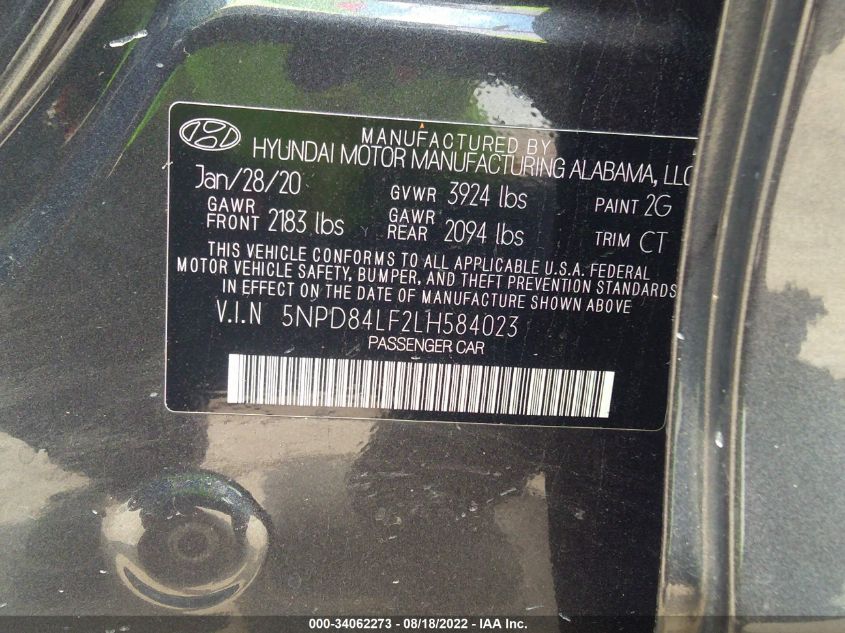 MANUFACTURED BY
HYUNDAI MOTOR MANUFACTURING ALABAMA, LLC
Jan/28/20 GVWR 3924 lbs PAINT 2G
GAWR FRONT 2183 lbs GAWR REAR 2094 lbs TRIM CT
THIS VEHICLE CONFORMS TO ALL APPLICABLE U.S.A. FEDERAL
MOTOR VEHICLE SAFETY, BUMPER, AND THEFT PREVENTION STANDARDS
IN EFFECT ON THE DATE OF MANUFACTURE SHOWN ABOVE
V.I.N 5NPD84LF2LH584023
PASSENGER CAR
000-34062273 - 08/18/2022 - IAA Inc.